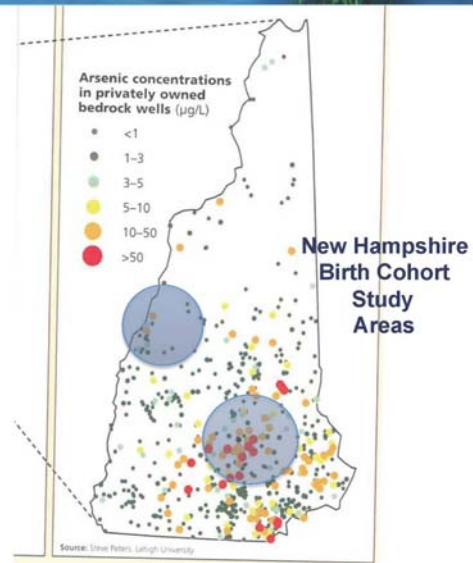 Arsenic concentrations
in privately owned
bedrock wells (µg/L)
<1
1–3
3–5
5–10
10–50
>50
New Hampshire
Birth Cohort
Study
Areas
Source: Steve Peters, Lehigh University